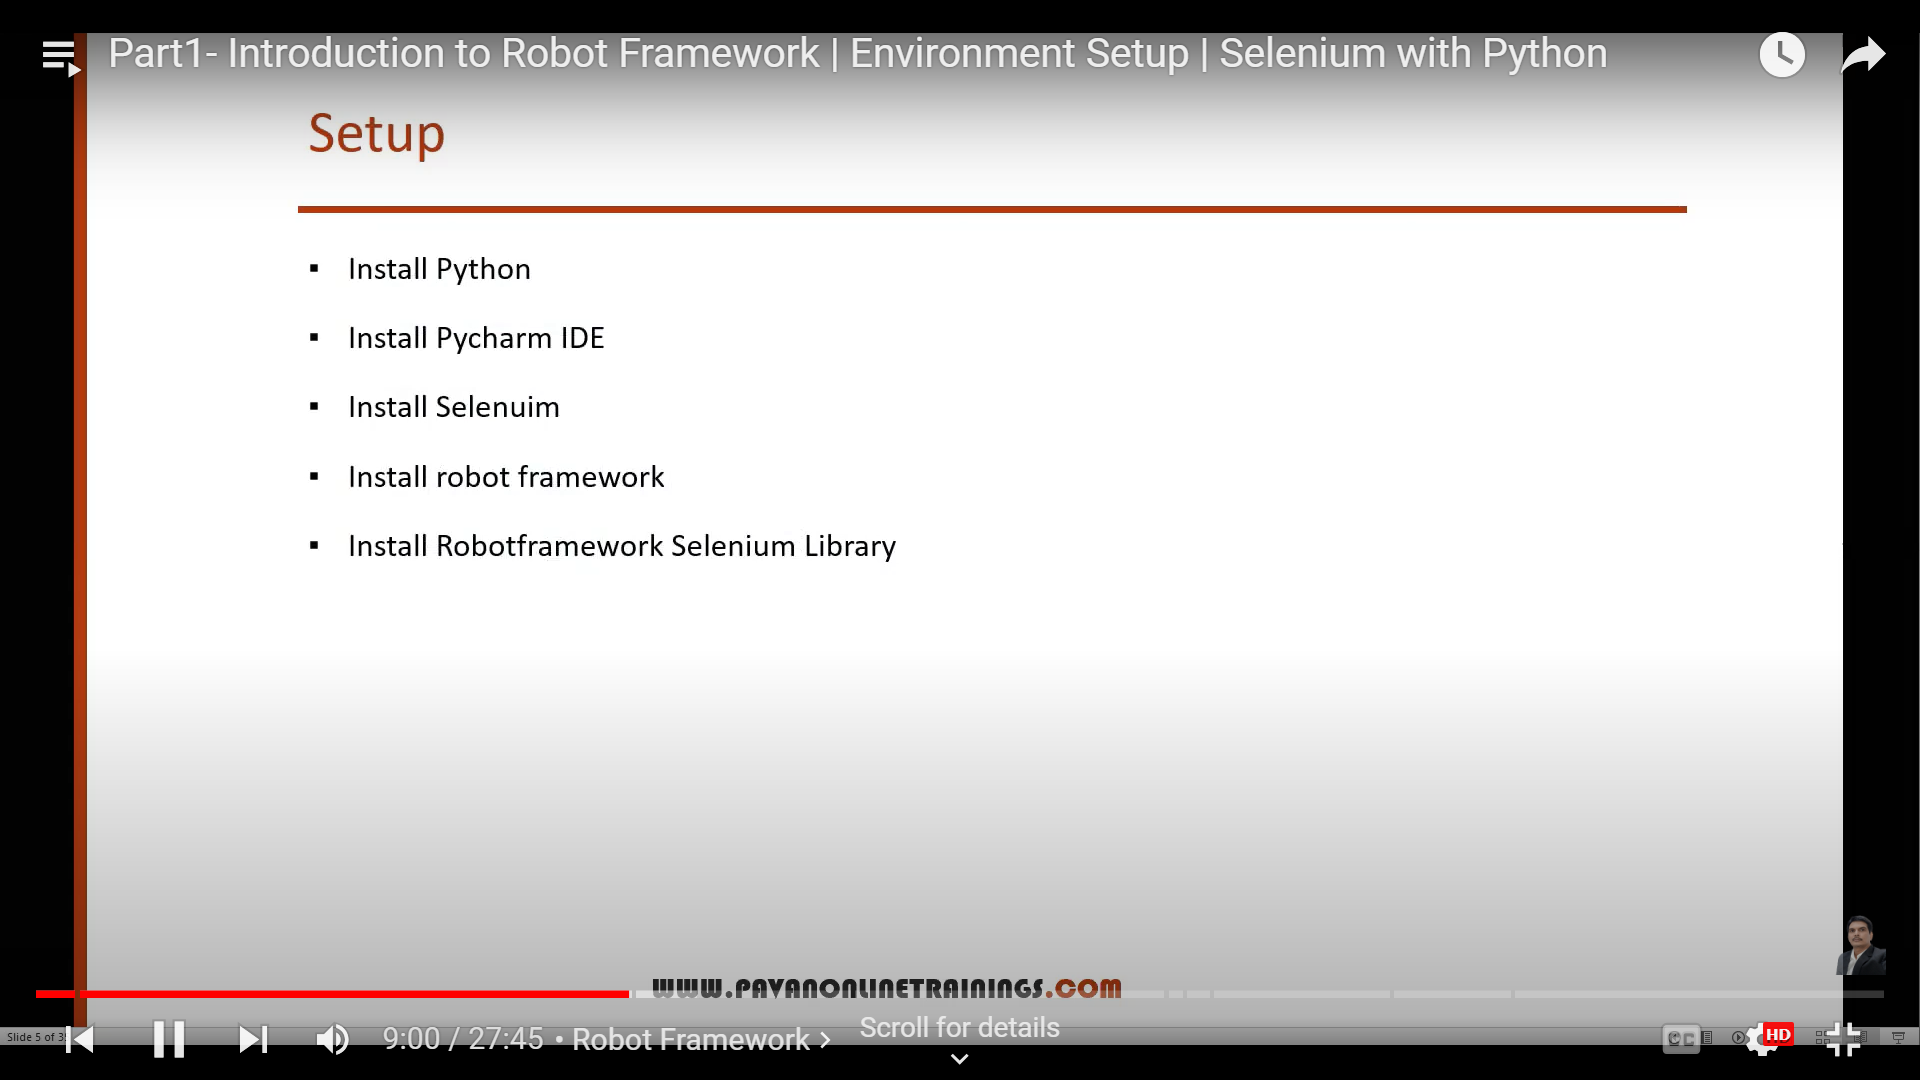 Part1- Introduction to Robot Framework | Environment Setup | Selenium with Python
Setup
▪ Install Python
▪ Install Pycharm IDE
▪ Install Selenuim
▪ Install robot framework
▪ Install Robotframework Selenium Library
WWW.PAVANONLINETRAININGS.COM
Scroll for details
Slide 5 of
9:00 / 27:45 • Robot Framework >
CC
HD